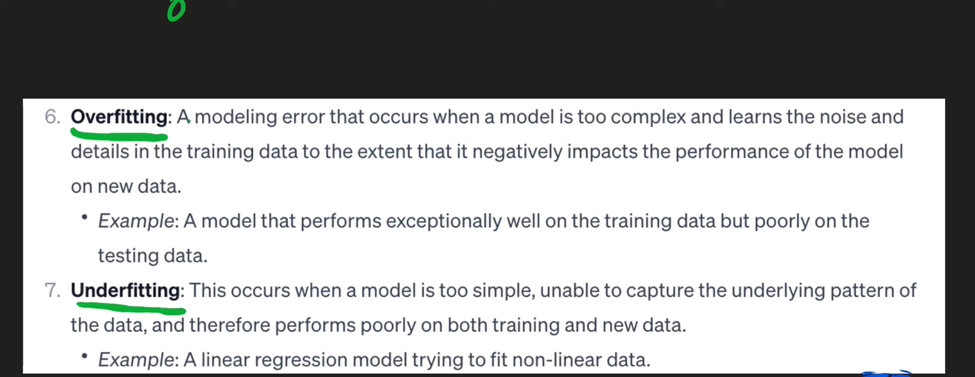 6. Overfitting: A modeling error that occurs when a model is too complex and learns the noise and
details in the training data to the extent that it negatively impacts the performance of the model
on new data.
• Example: A model that performs exceptionally well on the training data but poorly on the
testing data.
7. Underfitting: This occurs when a model is too simple, unable to capture the underlying pattern of
the data, and therefore performs poorly on both training and new data.
• Example: A linear regression model trying to fit non-linear data.